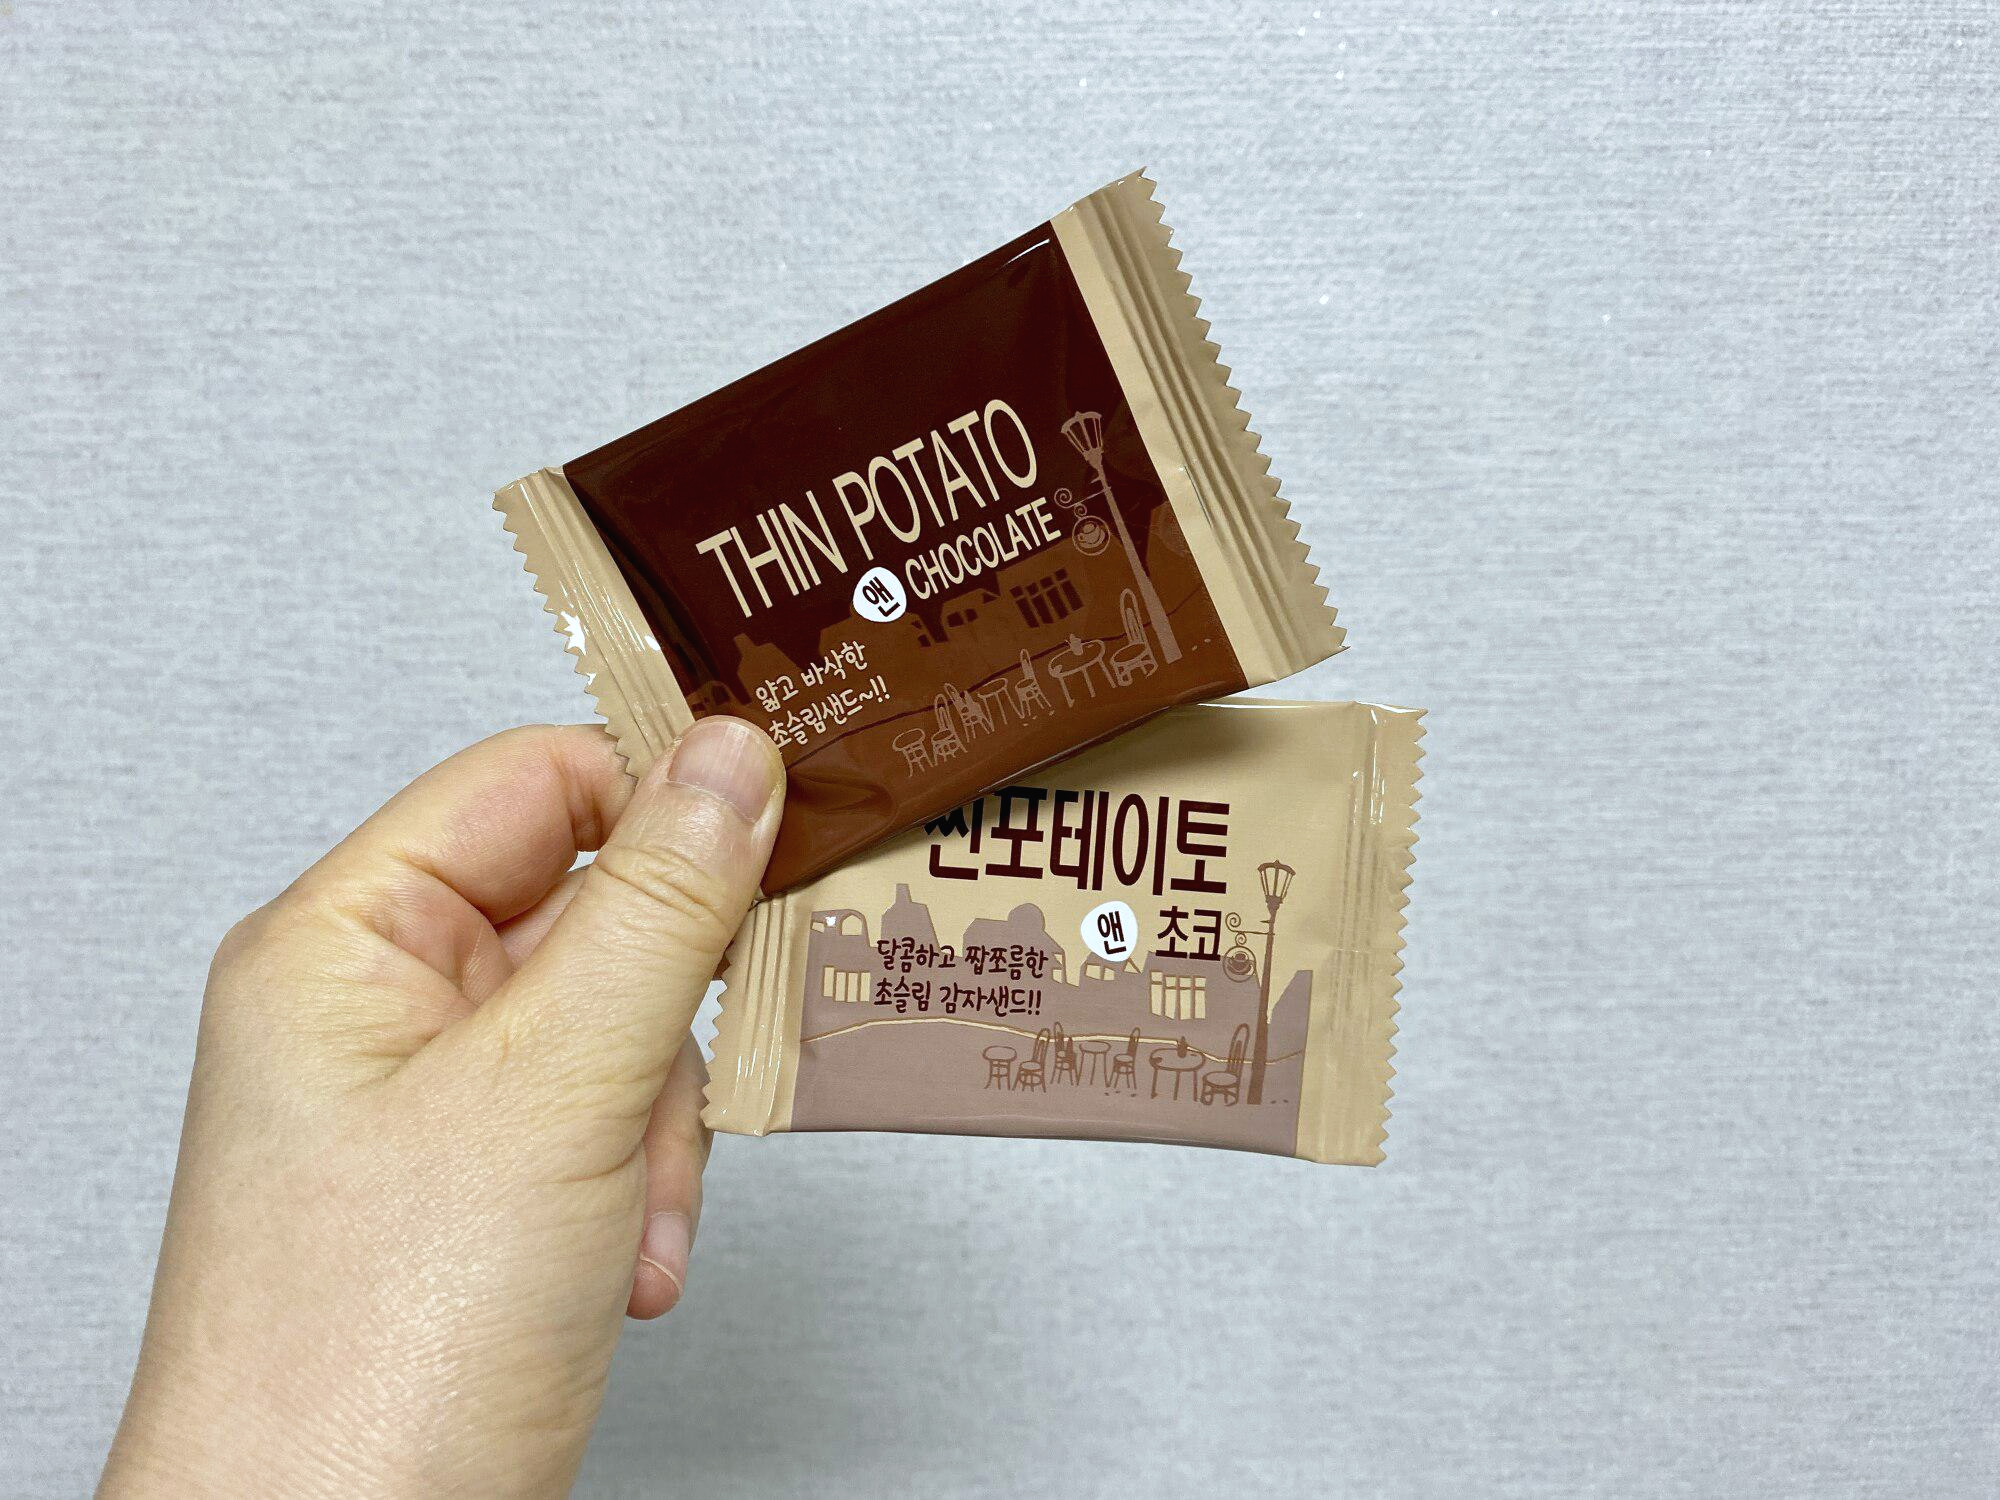 THIN POTATO
앤 CHOCOLATE
얇고 바삭한
초슬림샌드~!!
씬포테이토
앤 초코
달콤하고 짭쪼름한
초슬림 감자샌드!!